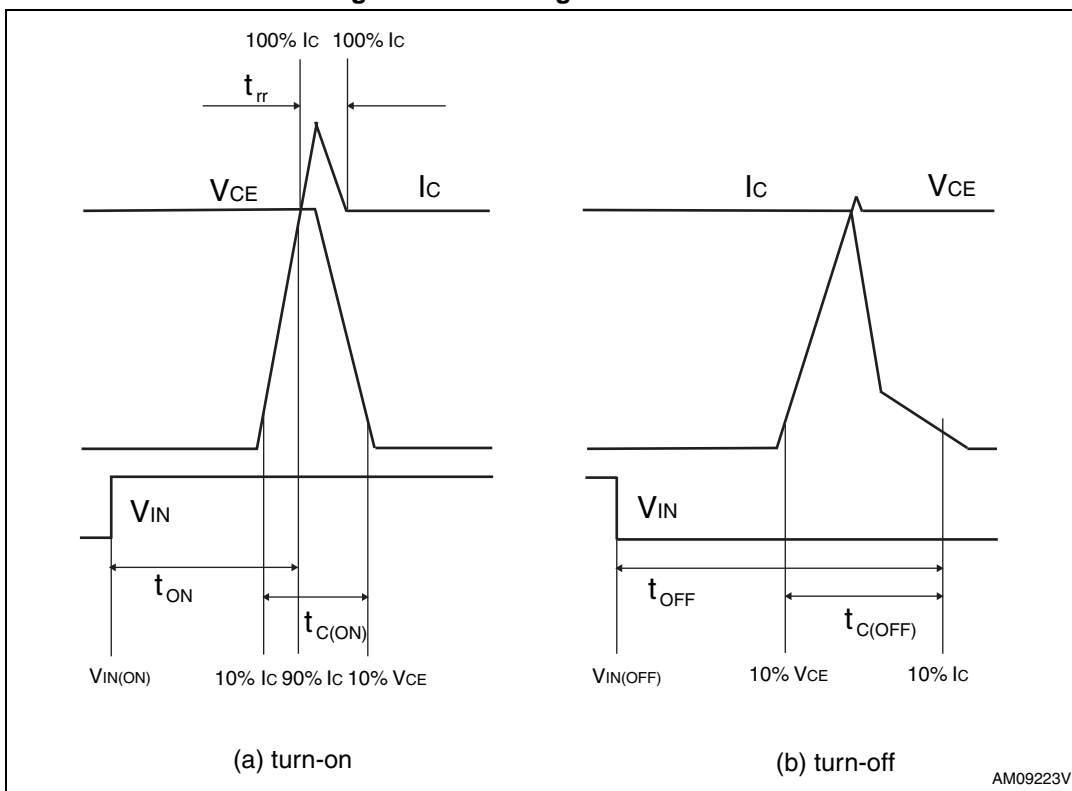 100% IC 100% IC
trr
VCE IC
IC VCE
VIN
VIN
tON
tC(ON)
tOFF
tC(OFF)
VIN(ON) 10% IC 90% IC 10% VCE
VIN(OFF) 10% VCE 10% IC
(a) turn-on
(b) turn-off
AM09223V